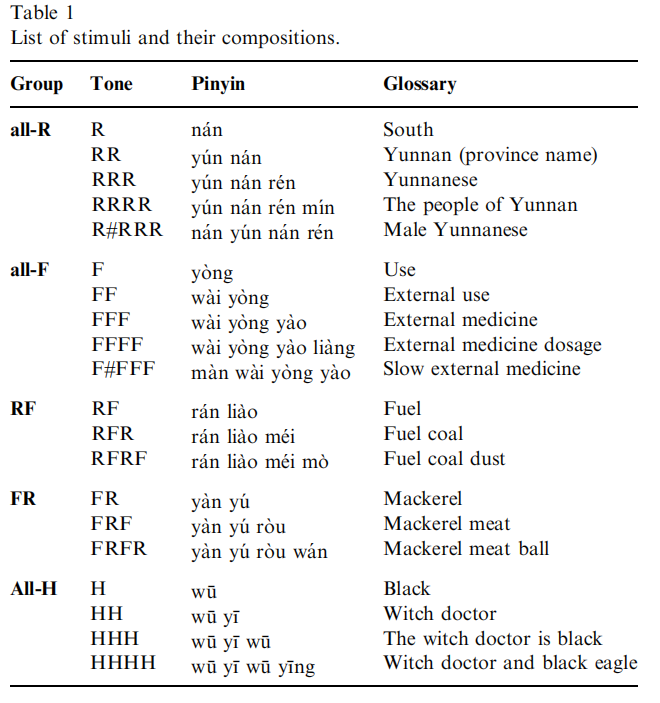 Table 1
List of stimuli and their compositions.
Group Tone Pinyin Glossary
all-R R nán South
RR yún nán Yunnan (province name)
RRR yún nán rén Yunnanese
RRRR yún nán rén mín The people of Yunnan
R#RRR nán yún nán rén Male Yunnanese
all-F F yòng Use
FF wài yòng External use
FFF wài yòng yào External medicine
FFFF wài yòng yào liàng External medicine dosage
F#FFF màn wài yòng yào Slow external medicine
RF RF rán liào Fuel
RFR rán liào méi Fuel coal
RFRF rán liào méi mò Fuel coal dust
FR FR yàn yú Mackerel
FRF yàn yú ròu Mackerel meat
FRFR yàn yú ròu wán Mackerel meat ball
All-H H wū Black
HH wū yī Witch doctor
HHH wū yī wū The witch doctor is black
HHHH wū yī wū yīng Witch doctor and black eagle